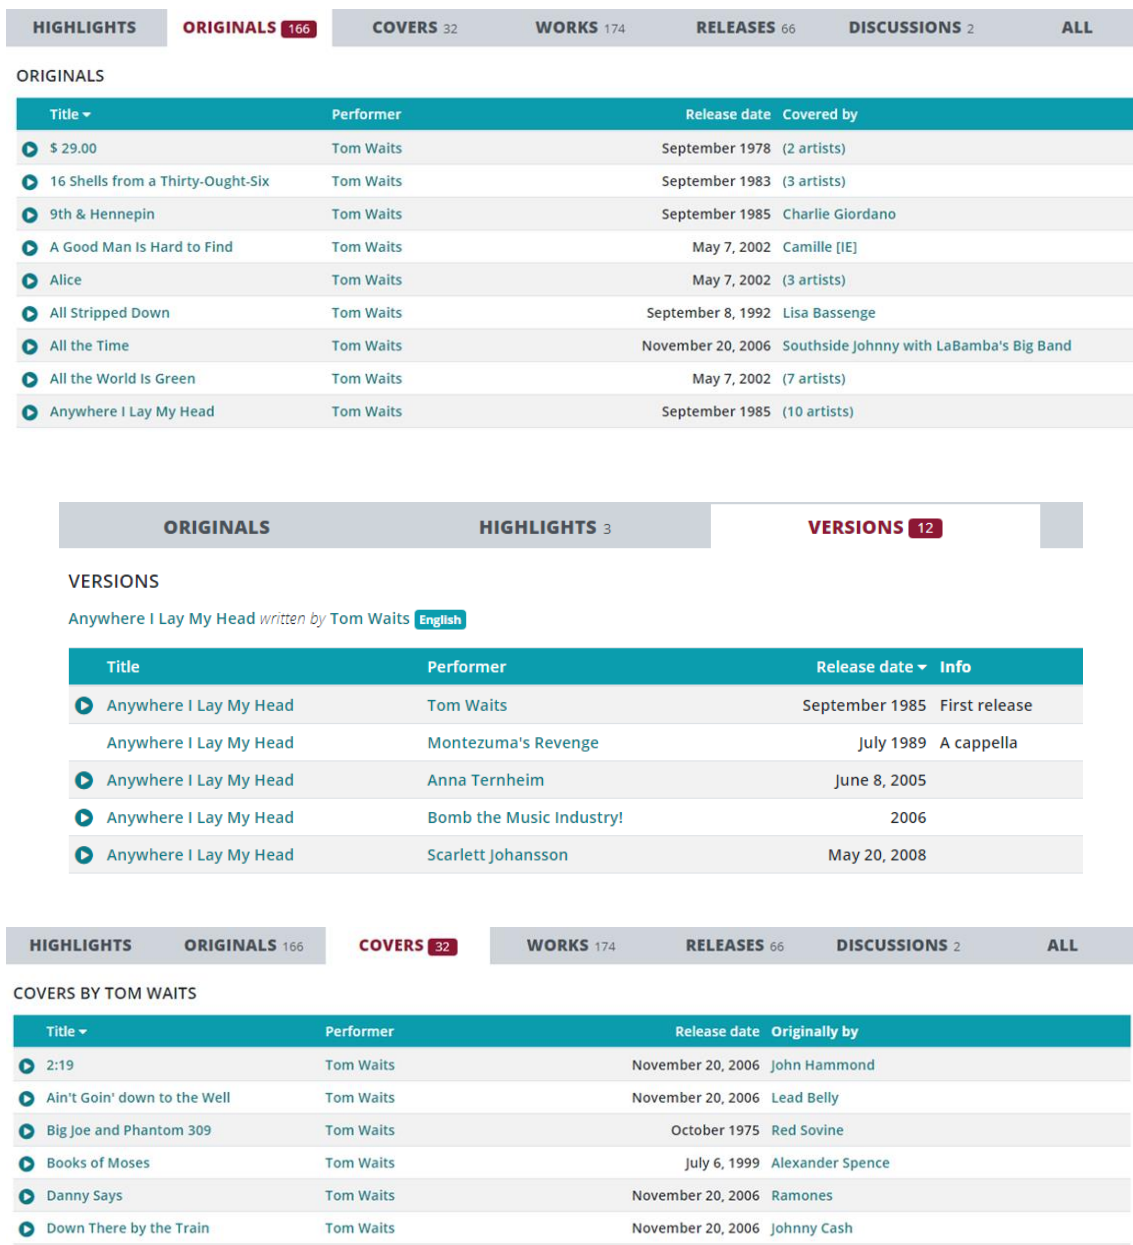 HIGHLIGHTS ORIGINALS 166 COVERS 32 WORKS 174 RELEASES 66 DISCUSSIONS 2 ALL
ORIGINALS
Title Performer Release date Covered by
$ 29.00 Tom Waits September 1978 (2 artists)
16 Shells from a Thirty-Ought-Six Tom Waits September 1983 (3 artists)
9th & Hennepin Tom Waits September 1985 Charlie Giordano
A Good Man Is Hard to Find Tom Waits May 7, 2002 Camille [IE]
Alice Tom Waits May 7, 2002 (3 artists)
All Stripped Down Tom Waits September 8, 1992 Lisa Bassenge
All the Time Tom Waits November 20, 2006 Southside Johnny with LaBamba's Big Band
All the World Is Green Tom Waits May 7, 2002 (7 artists)
Anywhere I Lay My Head Tom Waits September 1985 (10 artists)
ORIGINALS HIGHLIGHTS 3 VERSIONS 12
VERSIONS
Anywhere I Lay My Head written by Tom Waits English
Title Performer Release date Info
Anywhere I Lay My Head Tom Waits September 1985 First release
Anywhere I Lay My Head Montezuma's Revenge July 1989 A cappella
Anywhere I Lay My Head Anna Ternheim June 8, 2005
Anywhere I Lay My Head Bomb the Music Industry! 2006
Anywhere I Lay My Head Scarlett Johansson May 20, 2008
HIGHLIGHTS ORIGINALS 166 COVERS 32 WORKS 174 RELEASES 66 DISCUSSIONS 2 ALL
COVERS BY TOM WAITS
Title Performer Release date Originally by
2:19 Tom Waits November 20, 2006 John Hammond
Ain't Goin' down to the Well Tom Waits November 20, 2006 Lead Belly
Big Joe and Phantom 309 Tom Waits October 1975 Red Sovine
Books of Moses Tom Waits July 6, 1999 Alexander Spence
Danny Says Tom Waits November 20, 2006 Ramones
Down There by the Train Tom Waits November 20, 2006 Johnny Cash